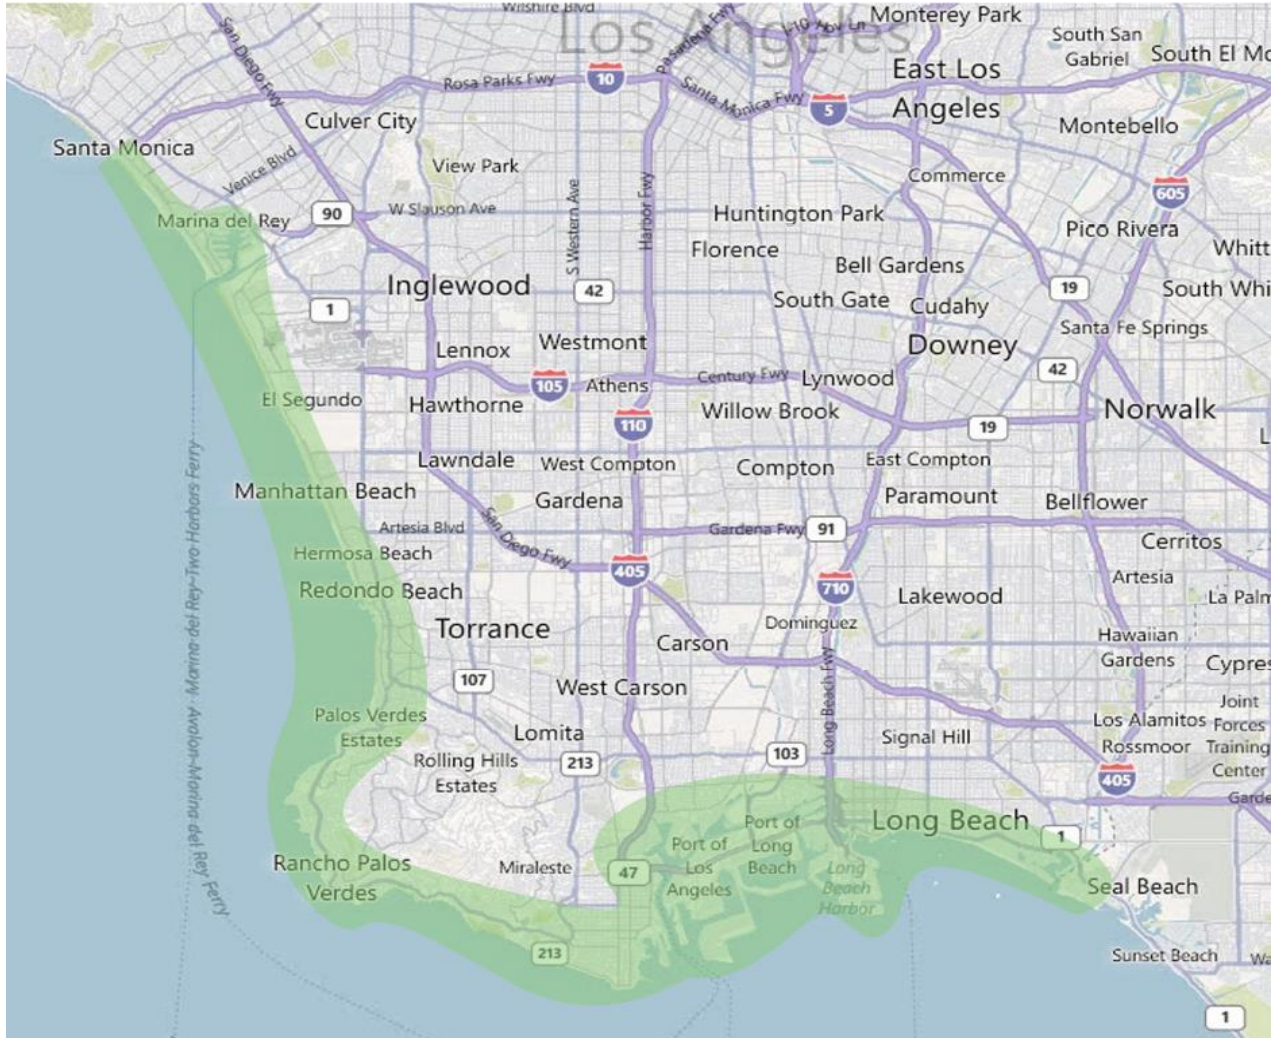 Wilshire Blvd
Monterey Park
Los Angeles
South San
Gabriel
San Diego Fwy
Pasadena Fwy
Rosa Parks Fwy
10
Santa Monica Fwy
5
East Los
Angeles
Culver City
Montebello
Santa Monica
Venice Blvd
View Park
Commerce
605
90
W Slauson Ave
S Western Ave
Harbor Fwy
Marina del Rey
Huntington Park
Pico Rivera
Florence
Bell Gardens
Inglewood
42
South Gate
Cudahy
19
1
Santa Fe Springs
Lennox
Westmont
Downey
42
105
Athens
Century Fwy
Lynwood
El Segundo
Hawthorne
110
Willow Brook
19
Norwalk
Lawndale
West Compton
Compton
East Compton
Manhattan Beach
Gardena
Paramount
Bellflower
Artesia Blvd
San Diego Fwy
Gardena Fwy
91
Cerritos
Hermosa Beach
405
710
Artesia
Redondo Beach
Lakewood
Torrance
Dominguez
Carson
Hawaiian
Gardens
107
West Carson
Long Beach Fwy
Joint
Forces
Training
Center
Palos Verdes
Estates
Lomita
Signal Hill
Los Alamitos
Rossmoor
103
213
Rolling Hills
Estates
405
Long Beach
1
Port of
Long
Beach
Port of
Los
Angeles
Rancho Palos
Verdes
Miraleste
47
Long
Beach
Harbor
Seal Beach
213
Sunset Beach
1
Avalon-Marina del Rey Ferry
Marina del Rey-Two Harbors Ferry